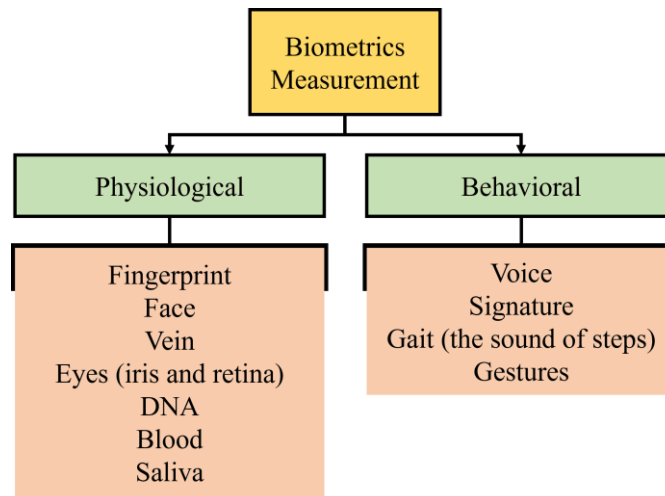 Biometrics
Measurement
Physiological
Behavioral
Fingerprint
Face
Vein
Eyes (iris and retina)
DNA
Blood
Saliva
Voice
Signature
Gait (the sound of steps)
Gestures